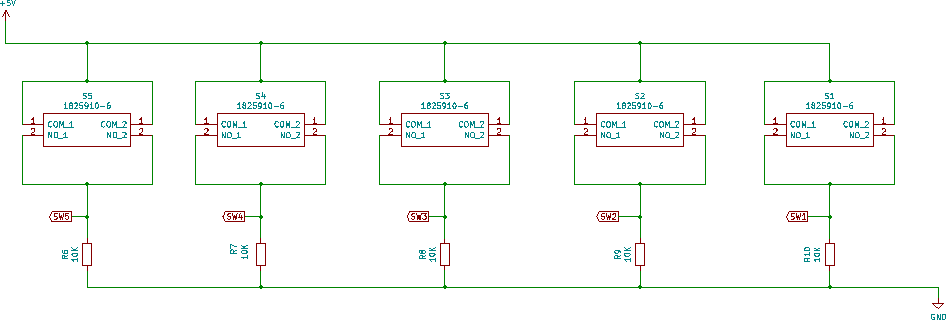 +5V
S5
1825910-6
1 COM_1 COM_2 1
2 NO_1 NO_2 2
S4
1825910-6
1 COM_1 COM_2 1
2 NO_1 NO_2 2
S3
1825910-6
1 COM_1 COM_2 1
2 NO_1 NO_2 2
S2
1825910-6
1 COM_1 COM_2 1
2 NO_1 NO_2 2
S1
1825910-6
1 COM_1 COM_2 1
2 NO_1 NO_2 2
SW5
SW4
SW3
SW2
SW1
R6
10K
R7
10K
R8
10K
R9
10K
R10
10K
GND